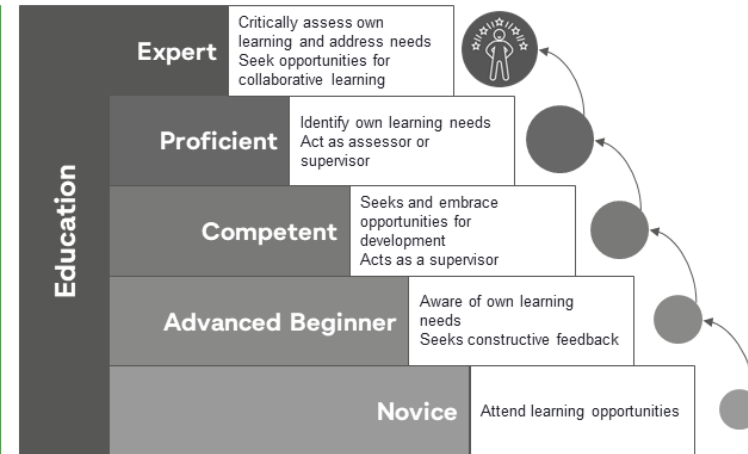 Education
Expert
Critically assess own
learning and address needs
Seek opportunities for
collaborative learning
Proficient
Identify own learning needs
Act as assessor or
supervisor
Competent
Seeks and embrace
opportunities for
development
Acts as a supervisor
Advanced Beginner
Aware of own learning
needs
Seeks constructive feedback
Novice
Attend learning opportunities